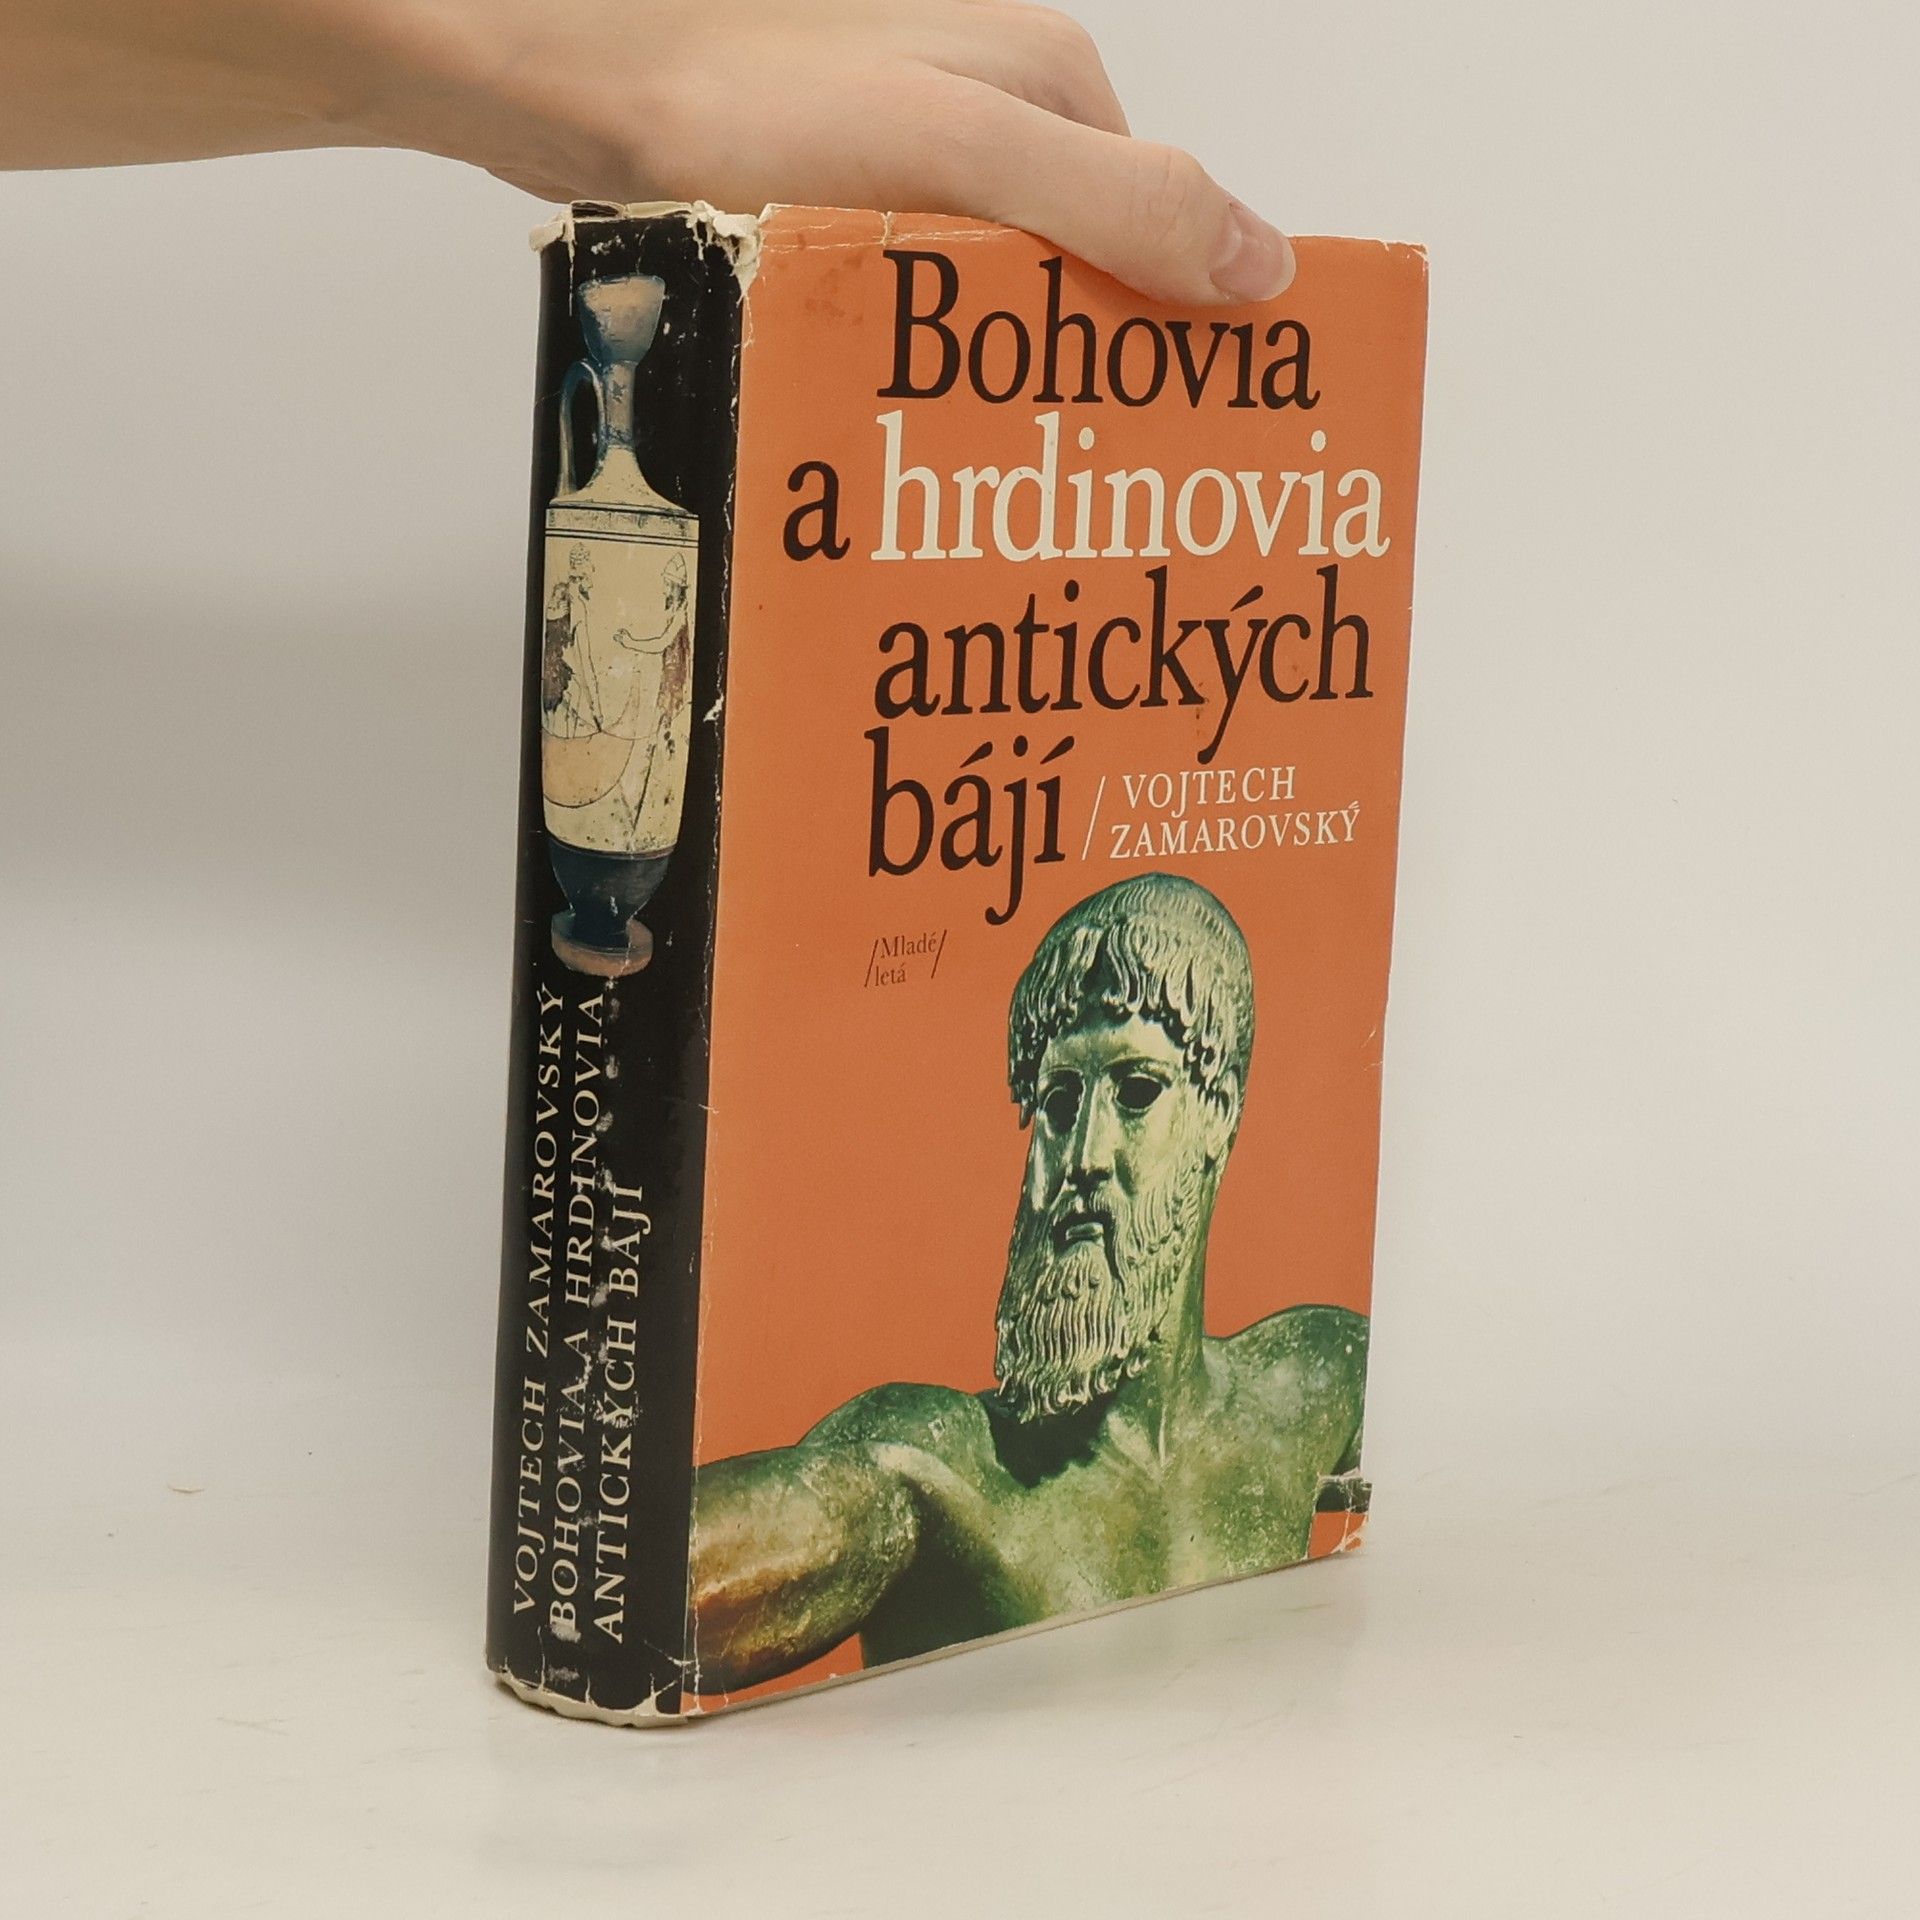 Bohovia
a hrdinovia
antických
bájí
/ VOJTECH
ZAMAROVSKÝ
/Mladé/
/letá
VOJTECH ZAMAROVSKÝ
BOHOVIA A HRDINOVIA
ANTICKÝCH BÁJÍ